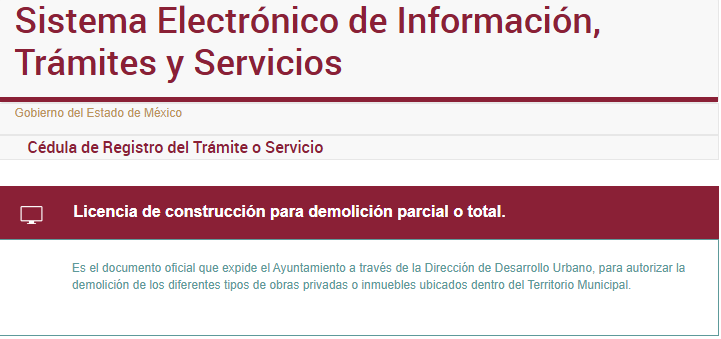 Sistema Electrónico de Información,
Trámites y Servicios
Gobierno del Estado de México
Cédula de Registro del Trámite o Servicio
Licencia de construcción para demolición parcial o total.
Es el documento oficial que expide el Ayuntamiento a través de la Dirección de Desarrollo Urbano, para autorizar la
demolición de los diferentes tipos de obras privadas o inmuebles ubicados dentro del Territorio Municipal.